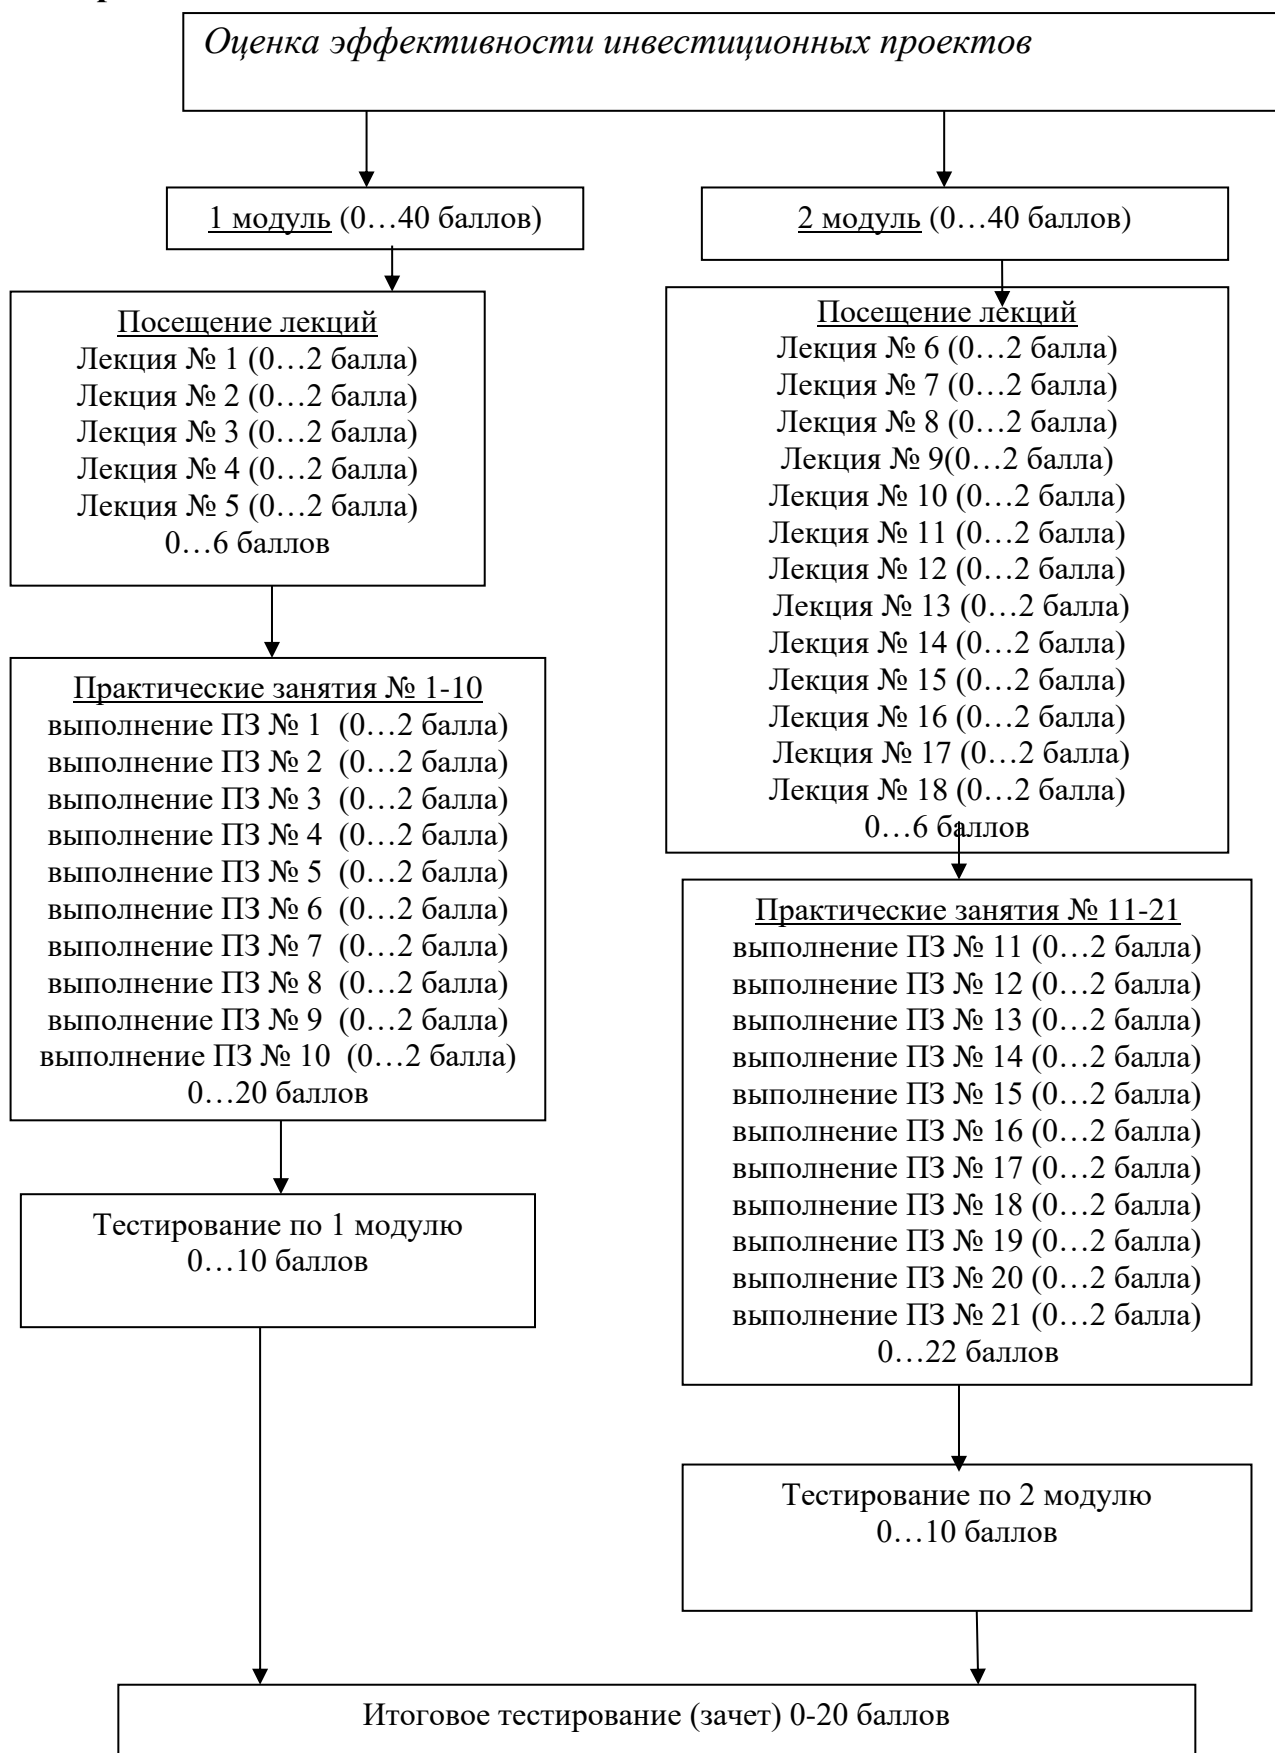 Оценка эффективности инвестиционных проектов
1 модуль (0…40 баллов)
Посещение лекций
Лекция № 1 (0…2 балла)
Лекция № 2 (0…2 балла)
Лекция № 3 (0…2 балла)
Лекция № 4 (0…2 балла)
Лекция № 5 (0…2 балла)
0…6 баллов
Практические занятия № 1-10
выполнение ПЗ № 1 (0…2 балла)
выполнение ПЗ № 2 (0…2 балла)
выполнение ПЗ № 3 (0…2 балла)
выполнение ПЗ № 4 (0…2 балла)
выполнение ПЗ № 5 (0…2 балла)
выполнение ПЗ № 6 (0…2 балла)
выполнение ПЗ № 7 (0…2 балла)
выполнение ПЗ № 8 (0…2 балла)
выполнение ПЗ № 9 (0…2 балла)
выполнение ПЗ № 10 (0…2 балла)
0…20 баллов
Тестирование по 1 модулю
0…10 баллов
2 модуль (0…40 баллов)
Посещение лекций
Лекция № 6 (0…2 балла)
Лекция № 7 (0…2 балла)
Лекция № 8 (0…2 балла)
Лекция № 9(0…2 балла)
Лекция № 10 (0…2 балла)
Лекция № 11 (0…2 балла)
Лекция № 12 (0…2 балла)
Лекция № 13 (0…2 балла)
Лекция № 14 (0…2 балла)
Лекция № 15 (0…2 балла)
Лекция № 16 (0…2 балла)
Лекция № 17 (0…2 балла)
Лекция № 18 (0…2 балла)
0…6 баллов
Практические занятия № 11-21
выполнение ПЗ № 11 (0…2 балла)
выполнение ПЗ № 12 (0…2 балла)
выполнение ПЗ № 13 (0…2 балла)
выполнение ПЗ № 14 (0…2 балла)
выполнение ПЗ № 15 (0…2 балла)
выполнение ПЗ № 16 (0…2 балла)
выполнение ПЗ № 17 (0…2 балла)
выполнение ПЗ № 18 (0…2 балла)
выполнение ПЗ № 19 (0…2 балла)
выполнение ПЗ № 20 (0…2 балла)
выполнение ПЗ № 21 (0…2 балла)
0…22 баллов
Тестирование по 2 модулю
0…10 баллов
Итоговое тестирование (зачет) 0-20 баллов